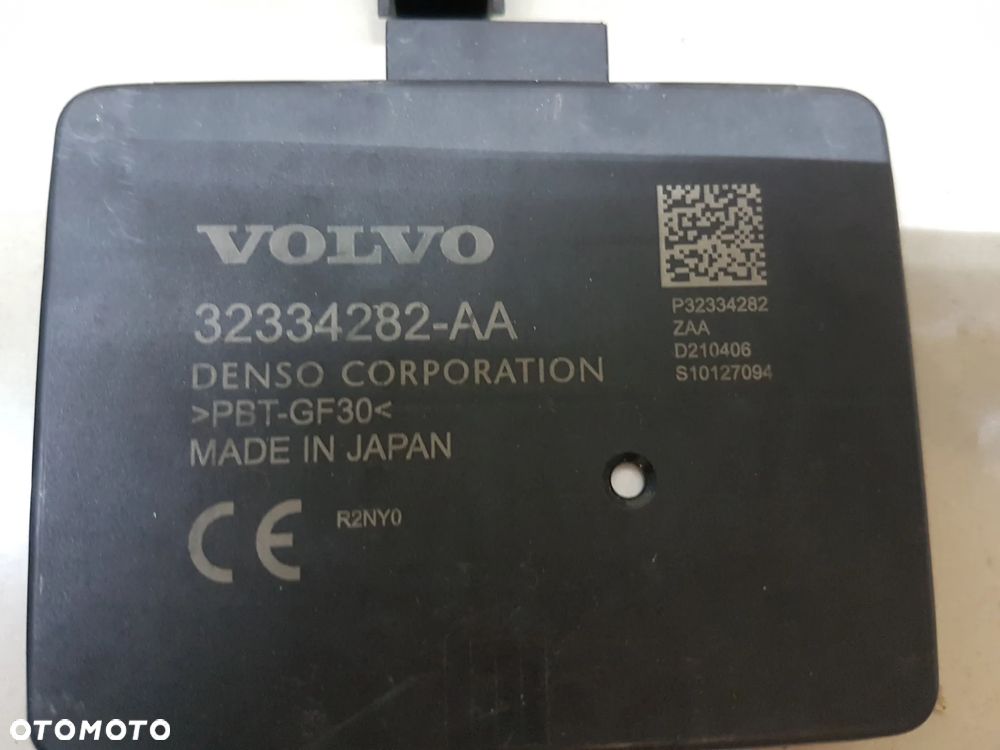 VOLVO
32334282-AA
DENSO CORPORATION
>PBT-GF30<
MADE IN JAPAN
CE
R2NY0
P32334282
ZAA
D210406
S10127094
OTOMOTO